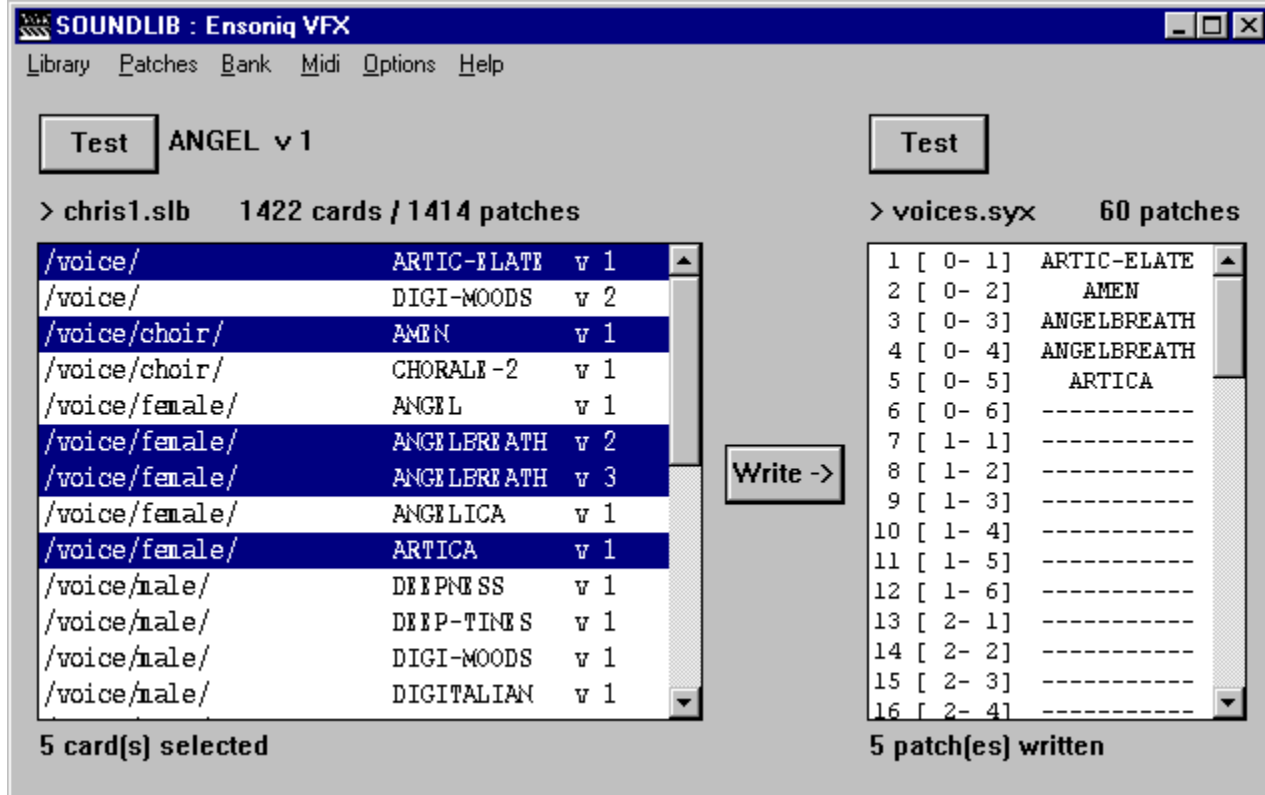 SOUNDLIB : Ensoniq VFX
Library Patches Bank Midi Options Help
Test ANGEL v 1
> chris1.slb 1422 cards / 1414 patches
/voice/ ARTIC-ELATE v 1
/voice/ DIGI-MOODS v 2
/voice/choir/ AMEN v 1
/voice/choir/ CHORALE-2 v 1
/voice/female/ ANGEL v 1
/voice/female/ ANGELBREATH v 2
/voice/female/ ANGELBREATH v 3
/voice/female/ ANGELICA v 1
/voice/female/ ARTICA v 1
/voice/male/ DEEPNESS v 1
/voice/male/ DEEP-TINES v 1
/voice/male/ DIGI-MOODS v 1
/voice/male/ DIGITALIAN v 1
5 card(s) selected
Write ->
Test
> voices.syx 60 patches
1 [ 0- 1] ARTIC-ELATE
2 [ 0- 2] AMEN
3 [ 0- 3] ANGELBREATH
4 [ 0- 4] ANGELBREATH
5 [ 0- 5] ARTICA
6 [ 0- 6] -----------
7 [ 1- 1] -----------
8 [ 1- 2] -----------
9 [ 1- 3] -----------
10 [ 1- 4] -----------
11 [ 1- 5] -----------
12 [ 1- 6] -----------
13 [ 2- 1] -----------
14 [ 2- 2] -----------
15 [ 2- 3] -----------
16 [ 2- 4] -----------
5 patch(es) written